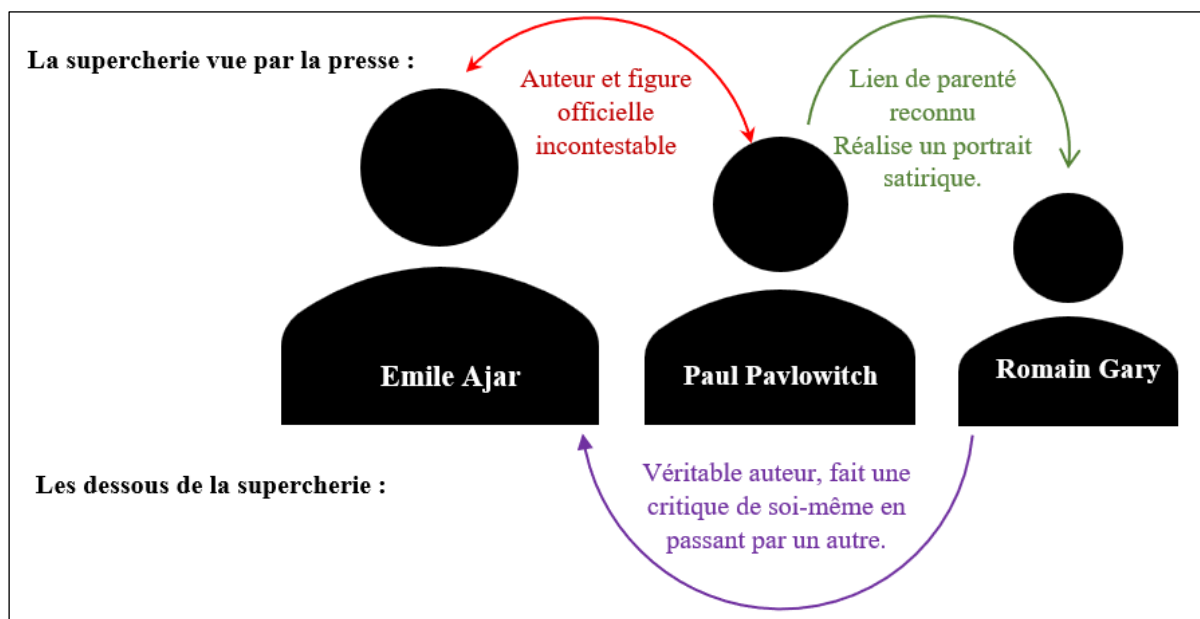 La supercherie vue par la presse :
Auteur et figure
officielle
incontestable
Lien de parenté
reconnu
Réalise un portrait
satirique.
Emile Ajar
Paul Pavlowitch
Romain Gary
Les dessous de la supercherie :
Véritable auteur, fait une
critique de soi-même en
passant par un autre.